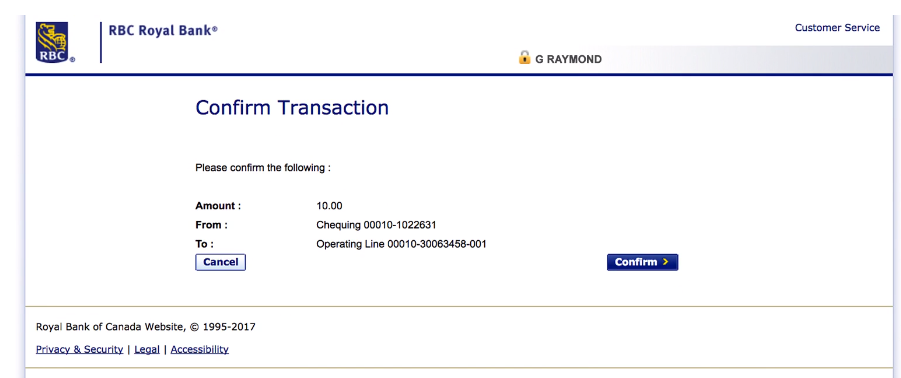 RBC Royal Bank®
Customer Service
RBC ®
G RAYMOND
Confirm Transaction
Please confirm the following :
Amount : 10.00
From : Chequing 00010-1022631
To : Operating Line 00010-30063458-001
Cancel Confirm >
Royal Bank of Canada Website, © 1995-2017
Privacy & Security | Legal | Accessibility